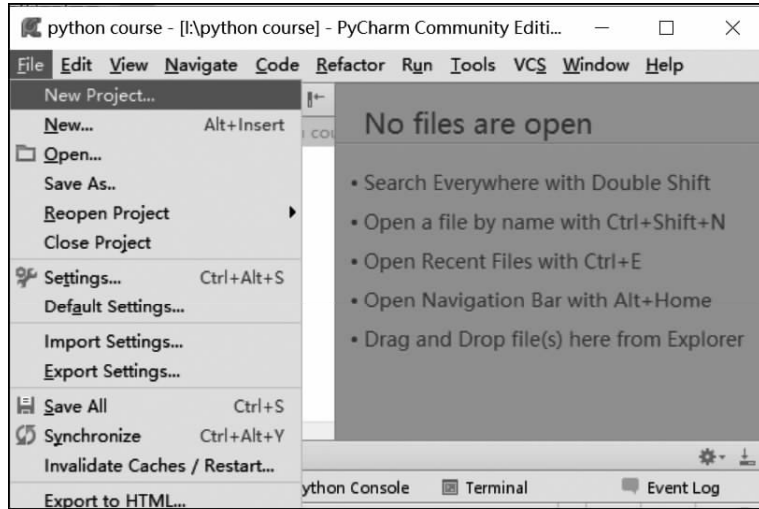 python course - [I:\python course] - PyCharm Community Editi...
File Edit View Navigate Code Refactor Run Tools VCS Window Help
New Project...
New... Alt+Insert
Open...
Save As..
Reopen Project
Close Project
Settings... Ctrl+Alt+S
Default Settings...
Import Settings...
Export Settings...
Save All Ctrl+S
Synchronize Ctrl+Alt+Y
Invalidate Caches / Restart...
Export to HTML...
No files are open
• Search Everywhere with Double Shift
• Open a file by name with Ctrl+Shift+N
• Open Recent Files with Ctrl+E
• Open Navigation Bar with Alt+Home
• Drag and Drop file(s) here from Explorer
ython Console Terminal Event Log